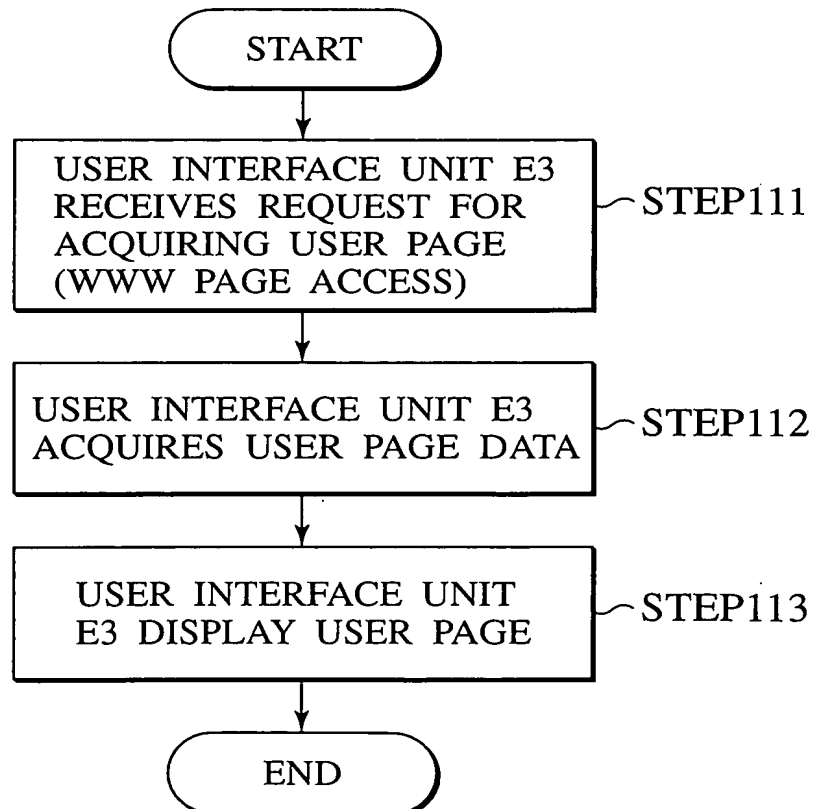 START
USER INTERFACE UNIT E3
RECEIVES REQUEST FOR
ACQUIRING USER PAGE
(WWW PAGE ACCESS)
STEP111
USER INTERFACE UNIT E3
ACQUIRES USER PAGE DATA
STEP112
USER INTERFACE UNIT
E3 DISPLAY USER PAGE
STEP113
END